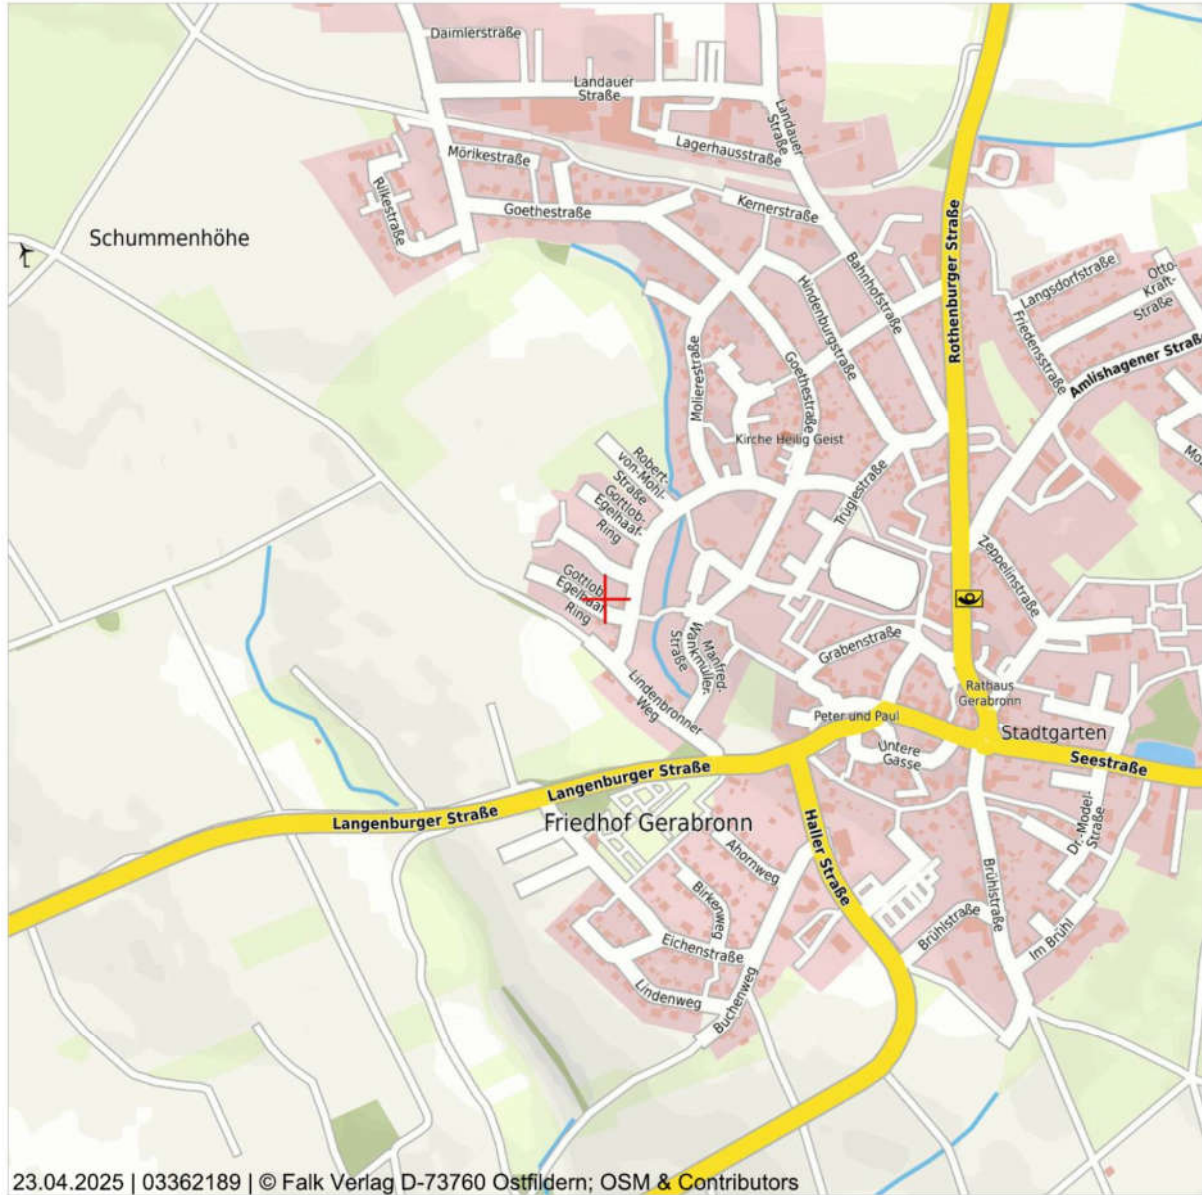 Daimlerstraße
Landauer
Straße
Landauer
Straße
Lagerhausstraße
Mörikestraße
Rilkestraße
Goethestraße
Kernerstraße
Schummenhöhe
Bahnhofstraße
Rothenburger Straße
Langsdorfstraße
Otto-
Kraft-
Straße
Friedensstraße
Hindenburgstraße
Molierestraße
Goethestraße
Amlishagener Straß
Kirche Heilig Geist
Mo
Robert-
von-Mohl-
Straße
Gottlob-
Egelhaaf-
Ring
Trüglestraße
Zeppelinstraße
Gottlob-
Egelhaaf-
Ring
Manfred-
Wankmüller-
Straße
Grabenstraße
Lindenbronner
Weg
Rathaus
Gerabronn
Peter und Paul
Stadtgarten
Untere
Gasse
Seestraße
Langenburger Straße
Langenburger Straße
Friedhof Gerabronn
Haller Straße
Dr.-Model-
Straße
Ahornweg
Birkenweg
Brühlstraße
Brühlstraße
Im Brühl
Eichenstraße
Lindenweg
Buchenweg
23.04.2025 | 03362189 | © Falk Verlag D-73760 Ostfildern; OSM & Contributors